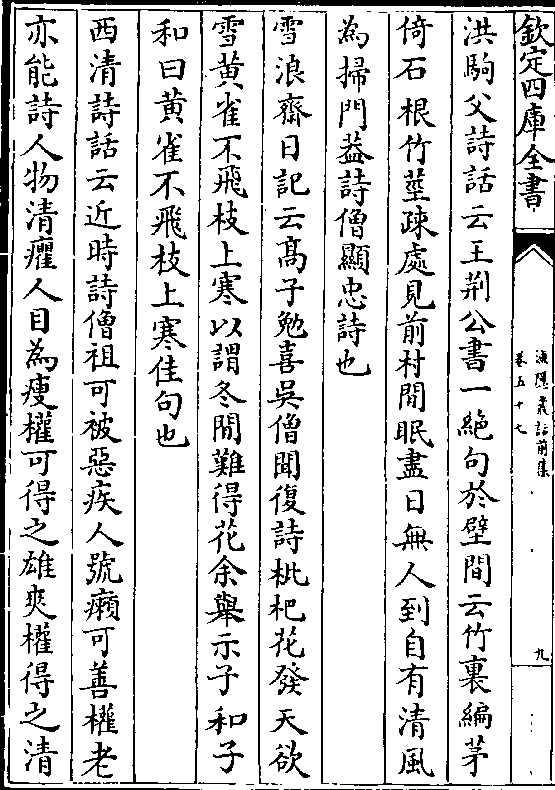 欽定四庫全書
漁隱叢話前集
卷五十七
九
洪駒父詩話云王荆公書一絕句於壁間云竹裏編茅
倚石根竹莖疎處見前村閒眠盡日無人到自有清風
為掃門葢詩僧顯忠詩也
雪浪齋日記云髙子勉喜吳僧聞復詩枇杷花發天欲
雪黄雀不飛枝上寒以謂冬閒難得花余舉示子和子
和曰黄雀不飛枝上寒佳句也
西清詩話云近時詩僧祖可被惡疾人號癩可善權老
亦能詩人物清癯人目為瘦權可得之雄爽權得之清